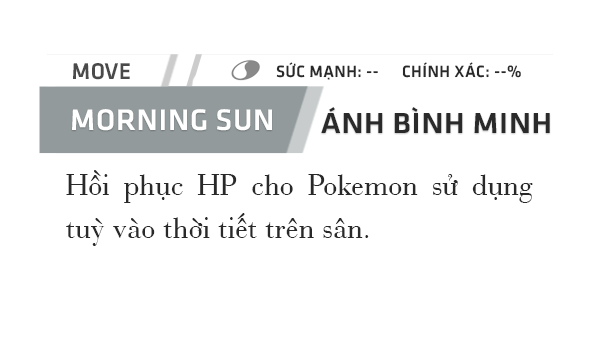 MOVE SỨC MẠNH: -- CHÍNH XÁC: --%
MORNING SUN ÁNH BÌNH MINH
Hồi phục HP cho Pokemon sử dụng
tuỳ vào thời tiết trên sân.